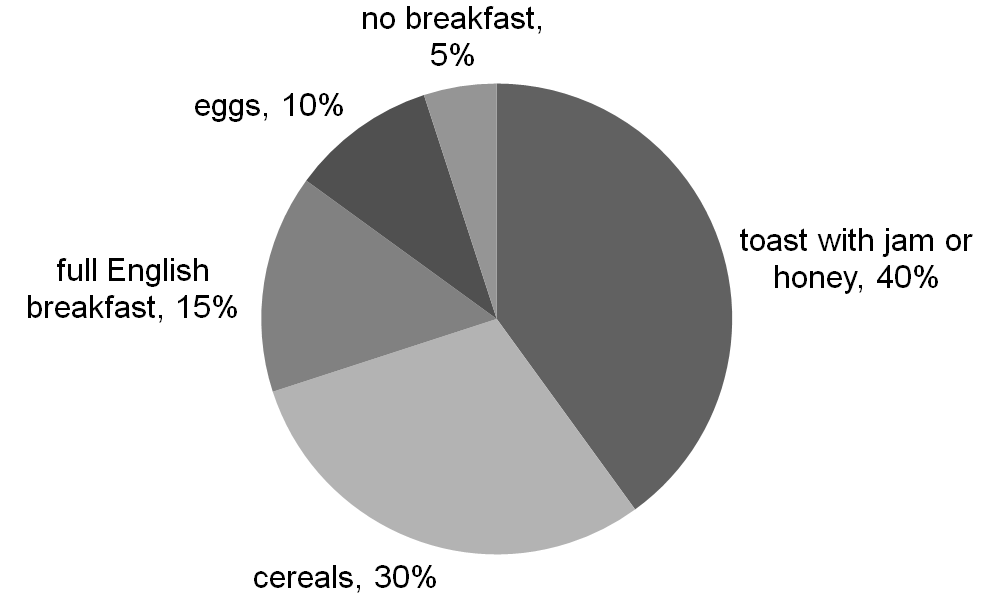 no breakfast,
5%
eggs, 10%
toast with jam or
honey, 40%
full English
breakfast, 15%
cereals, 30%